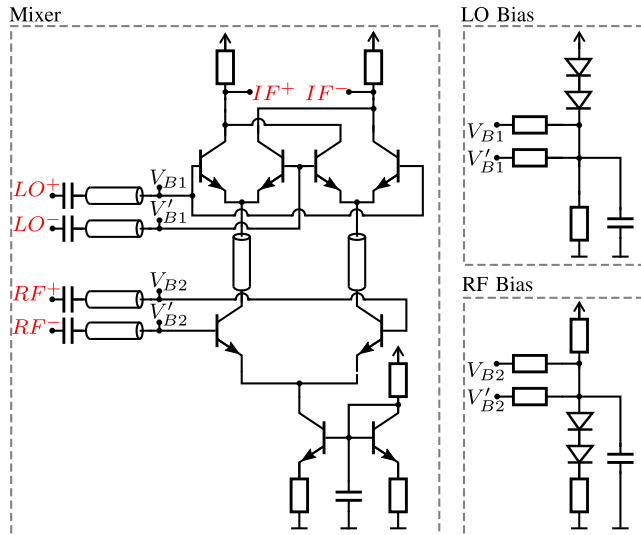 Mixer
IF+ IF−
LO+
VB1
LO−
V′B1
RF+
VB2
RF−
V′B2
LO Bias
VB1
V′B1
RF Bias
VB2
V′B2